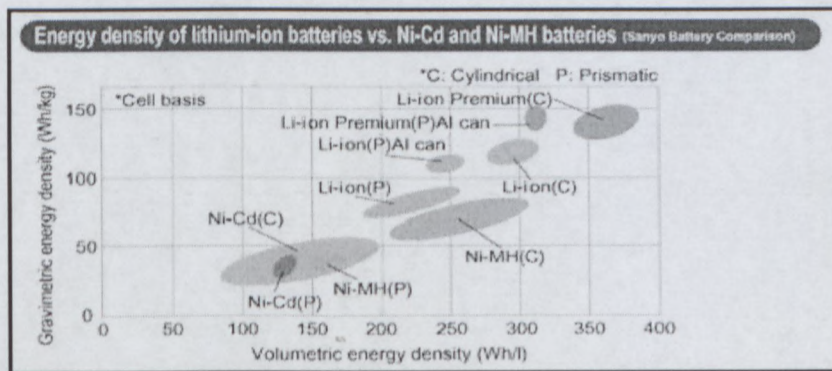 Energy density of lithium-ion batteries vs. Ni-Cd and Ni-MH batteries (Sanyo Battery Comparison)
*C: Cylindrical P: Prismatic
*Cell basis
Li-ion Premium(C)
Li-ion Premium(P)Al can
Li-ion(P)Al can
Li-ion(P)
Li-ion(C)
Ni-Cd(C)
Ni-MH(C)
Ni-MH(P)
Ni-Cd(P)
Gravimetric energy density (Wh/kg)
150
100
50
0
0 50 100 150 200 250 300 350 400
Volumetric energy density (Wh/l)